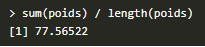 > sum(poids) / length(poids)
[1] 77.56522